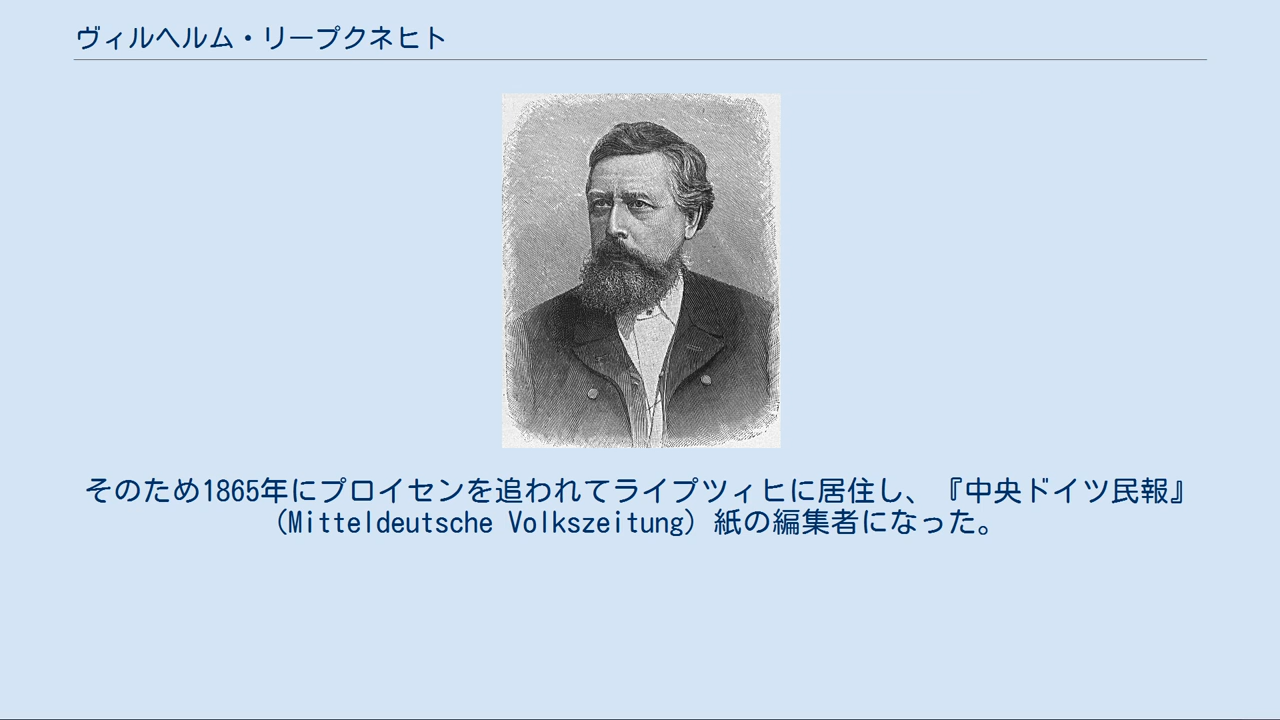 ヴィルヘルム・リープクネヒト
そのため1865年にプロイセンを追われてライプツィヒに居住し、『中央ドイツ民報』
（Mitteldeutsche Volkszeitung）紙の編集者になった。